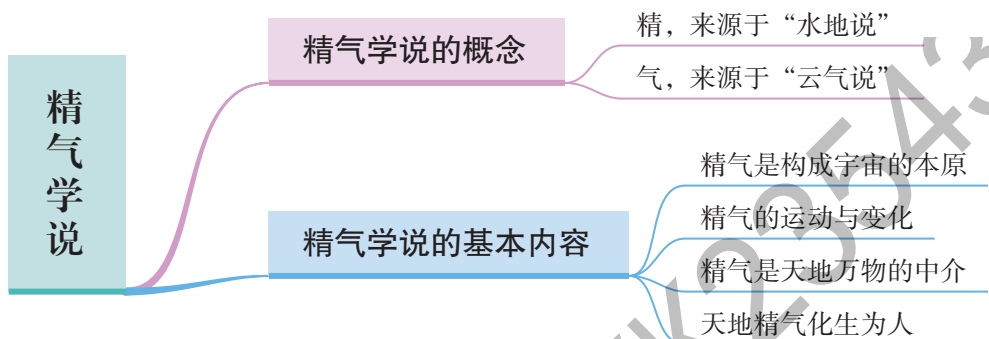 精气学说
精气学说的概念
精，来源于“水地说”
气，来源于“云气说”
精气学说的基本内容
精气是构成宇宙的本原
精气的运动与变化
精气是天地万物的中介
天地精气化生为人